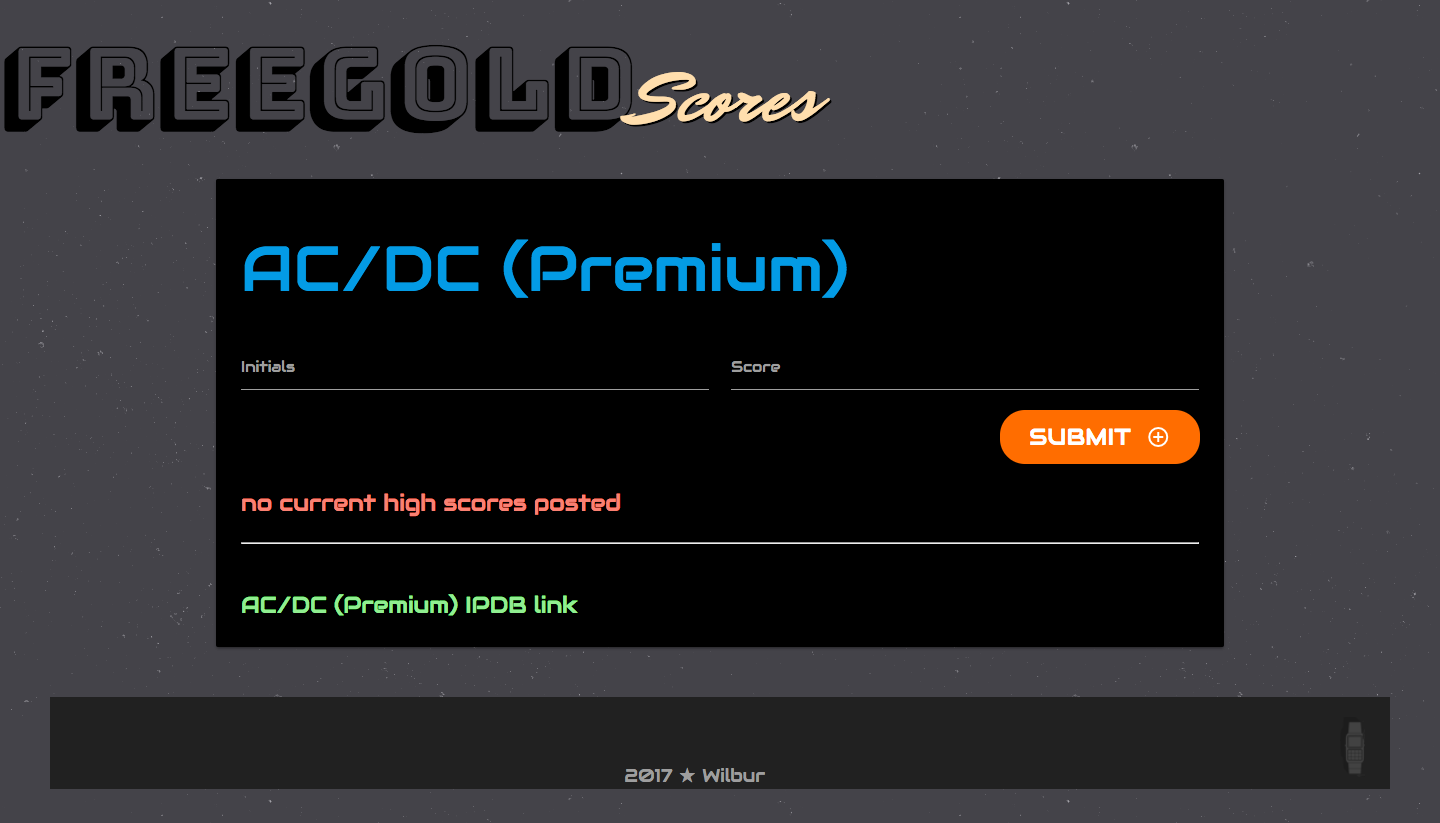 FREEGOLD Scores
AC/DC (Premium)
Initials Score
SUBMIT
no current high scores posted
AC/DC (Premium) IPDB link
2017 ★ Wilbur